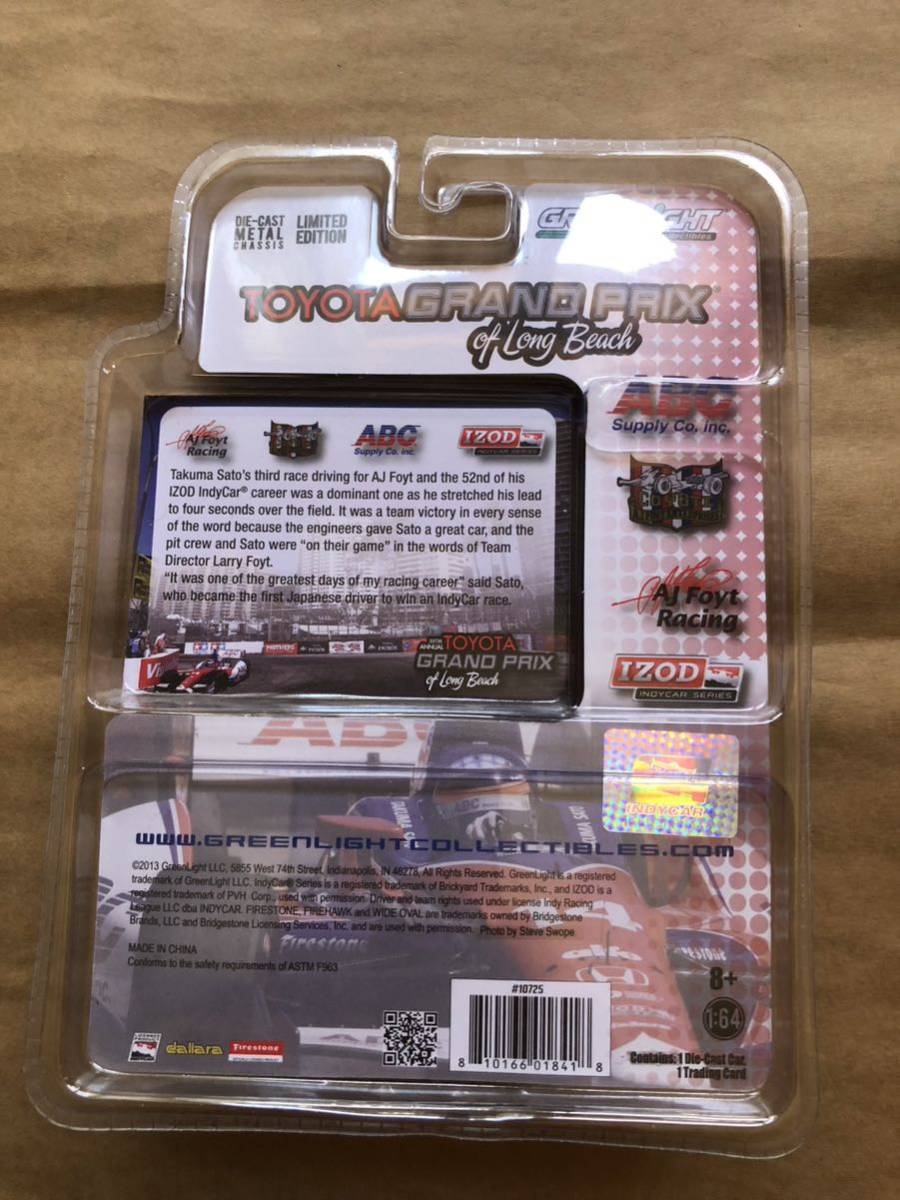 DIE-CAST
METAL
CHASSIS
LIMITED
EDITION
TOYOTA GRAND PRIX
of Long Beach
ABC
Supply Co. inc.
AJ Foyt
Racing
IZOD
INDYCAR SERIES
AJ Foyt
Racing
ABC
Supply Co. inc.
IZOD
INDYCAR SERIES
Takuma Sato's third race driving for AJ Foyt and the 52nd of his
IZOD IndyCar® career was a dominant one as he stretched his lead
to four seconds over the field. It was a team victory in every sense
of the word because the engineers gave Sato a great car, and the
pit crew and Sato were "on their game" in the words of Team
Director Larry Foyt.
"It was one of the greatest days of my racing career" said Sato,
who became the first Japanese driver to win an IndyCar race.
ANNUAL TOYOTA
GRAND PRIX
of Long Beach
INDYCAR
www.GREENLIGHTCOLLECTIBLES.com
©2013 GreenLight LLC, 5855 West 74th Street, Indianapolis, IN 46278, All Rights Reserved. GreenLight is a registered
trademark of GreenLight LLC. IndyCar® Series is a registered trademark of Brickyard Trademarks, Inc., and IZOD is a
registered trademark of PVH Corp., used with permission. Driver and team rights used under license Indy Racing
League LLC dba INDYCAR. FIRESTONE, FIREHAWK and WIDE OVAL are trademarks owned by Bridgestone
Brands, LLC and Bridgestone Licensing Services, Inc. and are used with permission. Photo by Steve Swope
Firestone
MADE IN CHINA
Conforms to the safety requirements of ASTM F963
8+
1:64
#10725
8 10166 01841 8
dallara
Firestone
Contains: 1 Die-Cast Car,
1 Trading Card